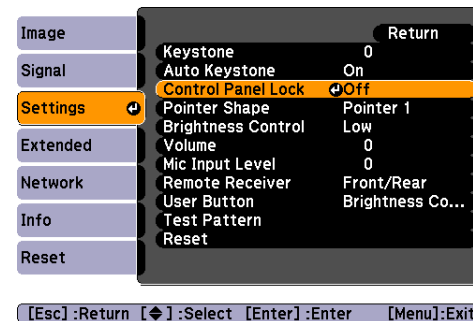 Image
Signal
Settings
Extended
Network
Info
Reset
Return
Keystone 0
Auto Keystone On
Control Panel Lock Off
Pointer Shape Pointer 1
Brightness Control Low
Volume 0
Mic Input Level 0
Remote Receiver Front/Rear
User Button Brightness Co...
Test Pattern
Reset
[Esc] :Return [◆] :Select [Enter] :Enter [Menu]:Exit